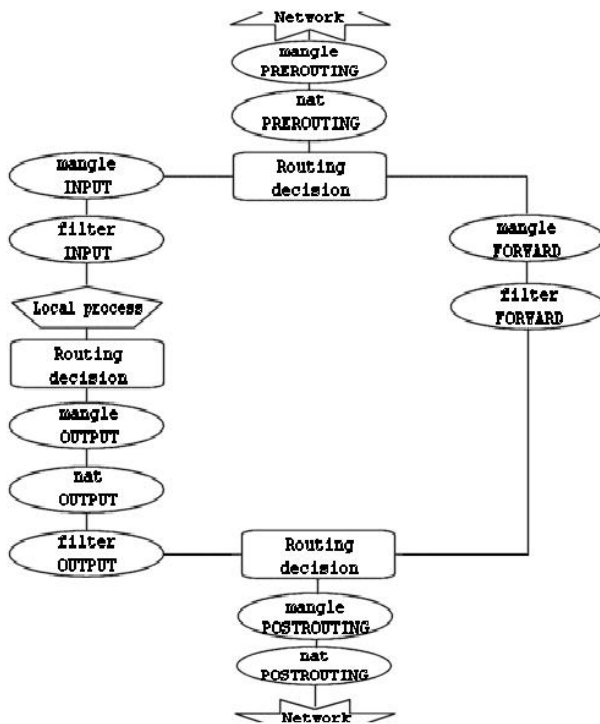 Network
mangle
PREROUTING
nat
PREROUTING
Routing
decision
mangle
INPUT
filter
INPUT
Local process
Routing
decision
mangle
OUTPUT
nat
OUTPUT
filter
OUTPUT
mangle
FORWARD
filter
FORWARD
Routing
decision
mangle
POSTROUTING
nat
POSTROUTING
Network